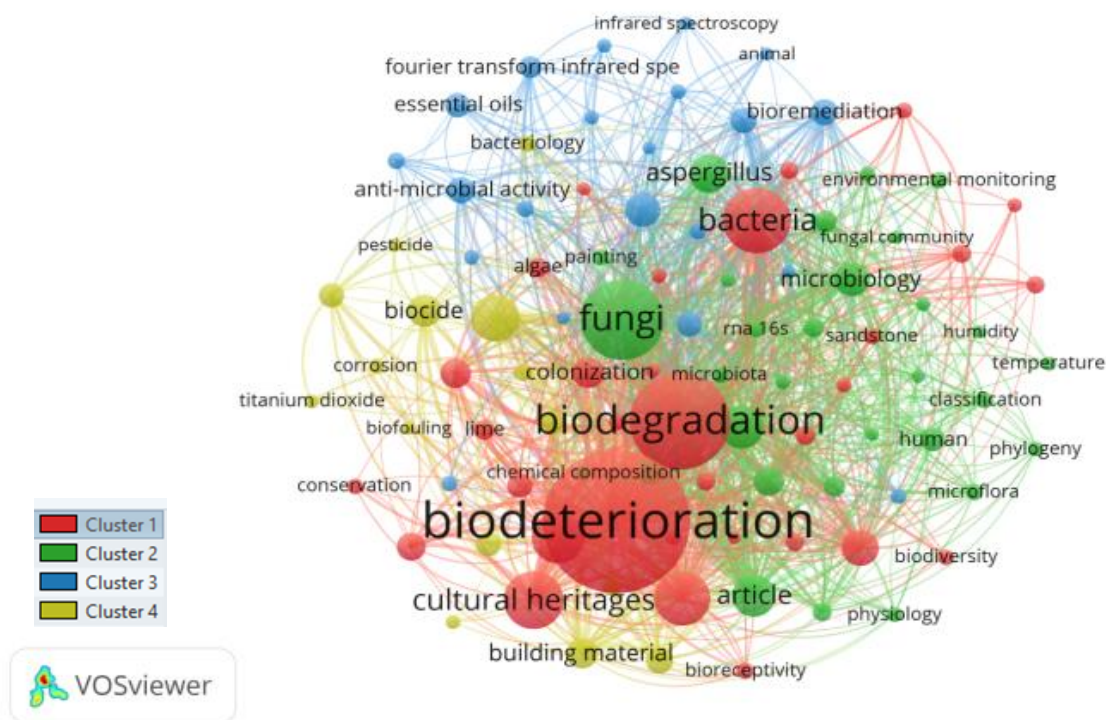 infrared spectroscopy
animal
fourier transform infrared spe
essential oils
bioremediation
bacteriology
aspergillus
environmental monitoring
anti-microbial activity
bacteria
fungal community
pesticide
painting
algae
microbiology
biocide
fungi
rna 16s
sandstone
humidity
corrosion
colonization
microbiota
temperature
titanium dioxide
classification
biofouling
lime
biodegradation
human
phylogeny
chemical composition
conservation
microflora
biodeterioration
biodiversity
cultural heritages
article
physiology
building material
bioreceptivity
Cluster 1
Cluster 2
Cluster 3
Cluster 4
VOSviewer